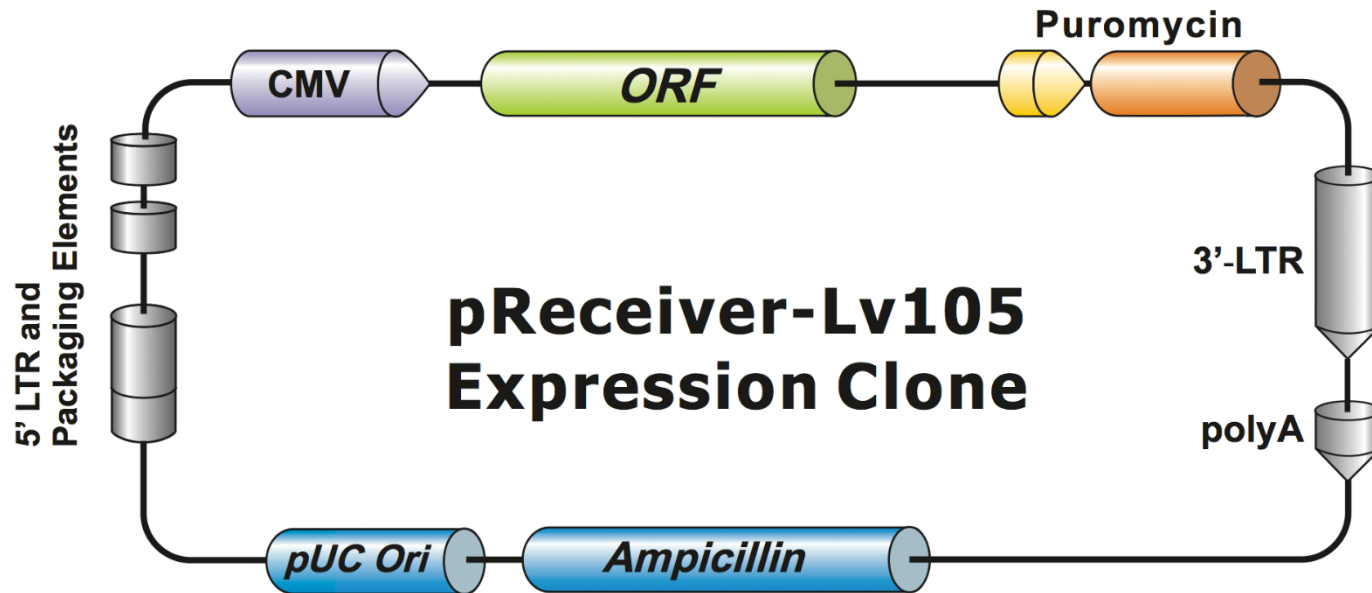 Puromycin
CMV
ORF
5' LTR and
Packaging Elements
3'-LTR
pReceiver-Lv105
Expression Clone
polyA
pUC Ori
Ampicillin